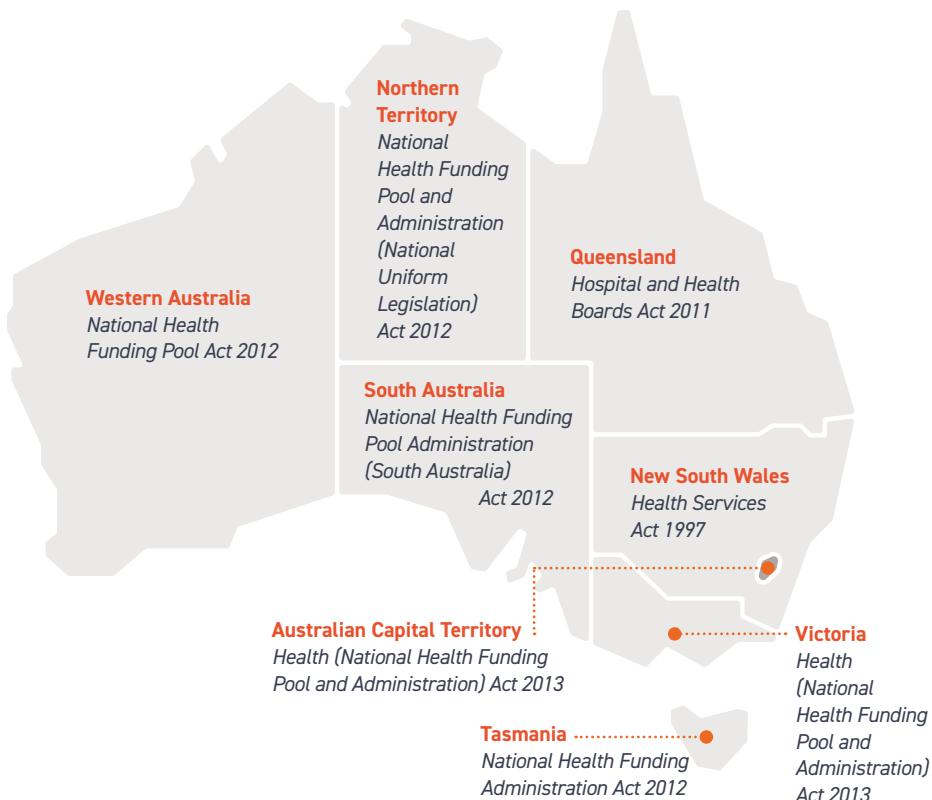 Northern
Territory
National
Health Funding
Pool and
Administration
(National
Uniform
Legislation)
Act 2012
Queensland
Hospital and Health
Boards Act 2011
Western Australia
National Health
Funding Pool Act 2012
South Australia
National Health Funding
Pool Administration
(South Australia)
Act 2012
New South Wales
Health Services
Act 1997
Australian Capital Territory
Health (National Health Funding
Pool and Administration) Act 2013
Victoria
Health
(National
Health Funding
Pool and
Administration)
Act 2013
Tasmania
National Health Funding
Administration Act 2012